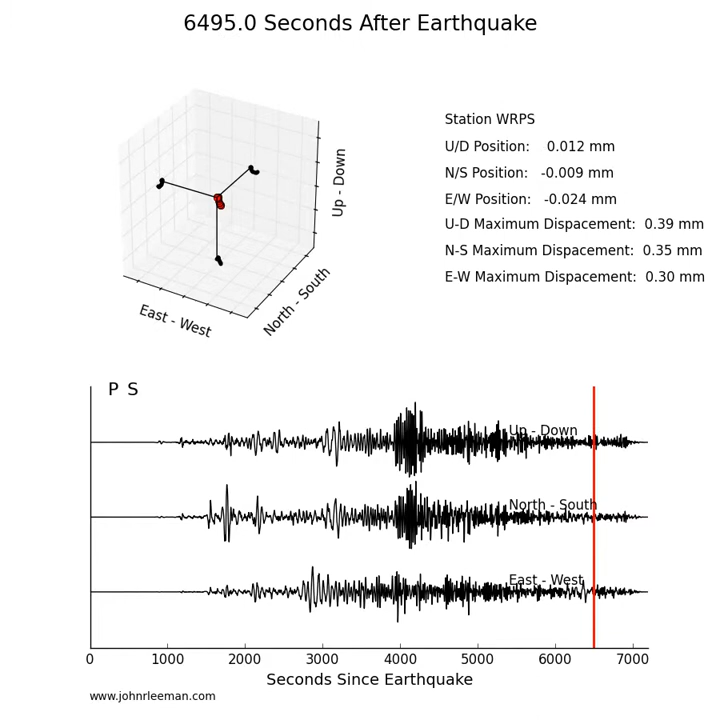 6495.0 Seconds After Earthquake
Station WRPS
U/D Position: 0.012 mm
N/S Position: -0.009 mm
E/W Position: -0.024 mm
U-D Maximum Dispacement: 0.39 mm
N-S Maximum Dispacement: 0.35 mm
E-W Maximum Dispacement: 0.30 mm
Up - Down
North - South
East - West
P S
Up - Down
North - South
East - West
0 1000 2000 3000 4000 5000 6000 7000
Seconds Since Earthquake
www.johnrleeman.com